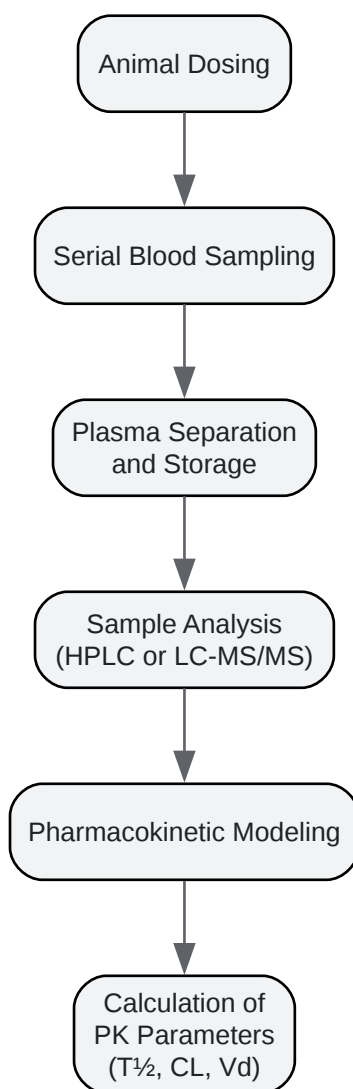 Animal Dosing
Serial Blood Sampling
Plasma Separation
and Storage
Sample Analysis
(HPLC or LC-MS/MS)
Pharmacokinetic Modeling
Calculation of
PK Parameters
(T½, CL, Vd)